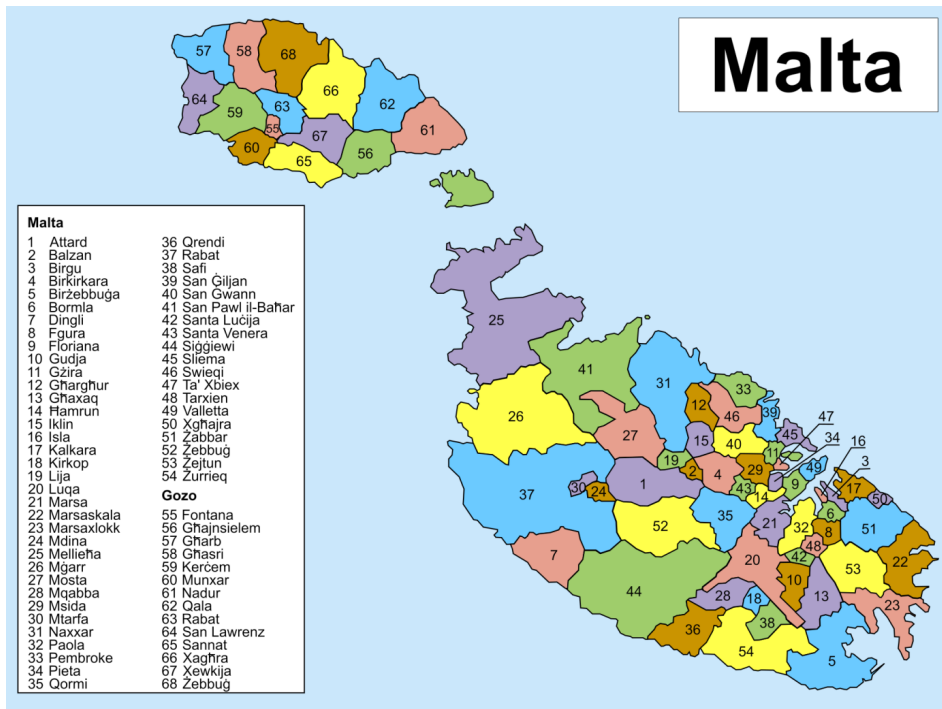 Malta
Malta
1 Attard
2 Balzan
3 Birgu
4 Birkirkara
5 Birżebbuġa
6 Bormla
7 Dingli
8 Fgura
9 Floriana
10 Gudja
11 Gżira
12 Għargħur
13 Għaxaq
14 Ħamrun
15 Iklin
16 Isla
17 Kalkara
18 Kirkop
19 Lija
20 Luqa
21 Marsa
22 Marsaskala
23 Marsaxlokk
24 Mdina
25 Mellieħa
26 Mġarr
27 Mosta
28 Mqabba
29 Msida
30 Mtarfa
31 Naxxar
32 Paola
33 Pembroke
34 Pieta
35 Qormi
36 Qrendi
37 Rabat
38 Safi
39 San Ġiljan
40 San Gwann
41 San Pawl il-Baħar
42 Santa Luċija
43 Santa Venera
44 Siġġiewi
45 Sliema
46 Swieqi
47 Ta' Xbiex
48 Tarxien
49 Valletta
50 Xgħajra
51 Żabbar
52 Żebbuġ
53 Żejtun
54 Żurrieq
Gozo
55 Fontana
56 Għajnsielem
57 Għarb
58 Għasri
59 Kerċem
60 Munxar
61 Nadur
62 Qala
63 Rabat
64 San Lawrenz
65 Sannat
66 Xagħra
67 Xewkija
68 Żebbuġ
57
58
68
66
62
64
59
63
55
67
61
60
65
56
25
41
31
26
12
33
46
39
47
27
15
40
45
34
11
16
19
2
4
29
49
3
37
30
24
1
43
14
9
17
50
52
35
21
32
6
8
51
7
20
48
42
53
22
44
10
28
18
13
23
36
38
54
5